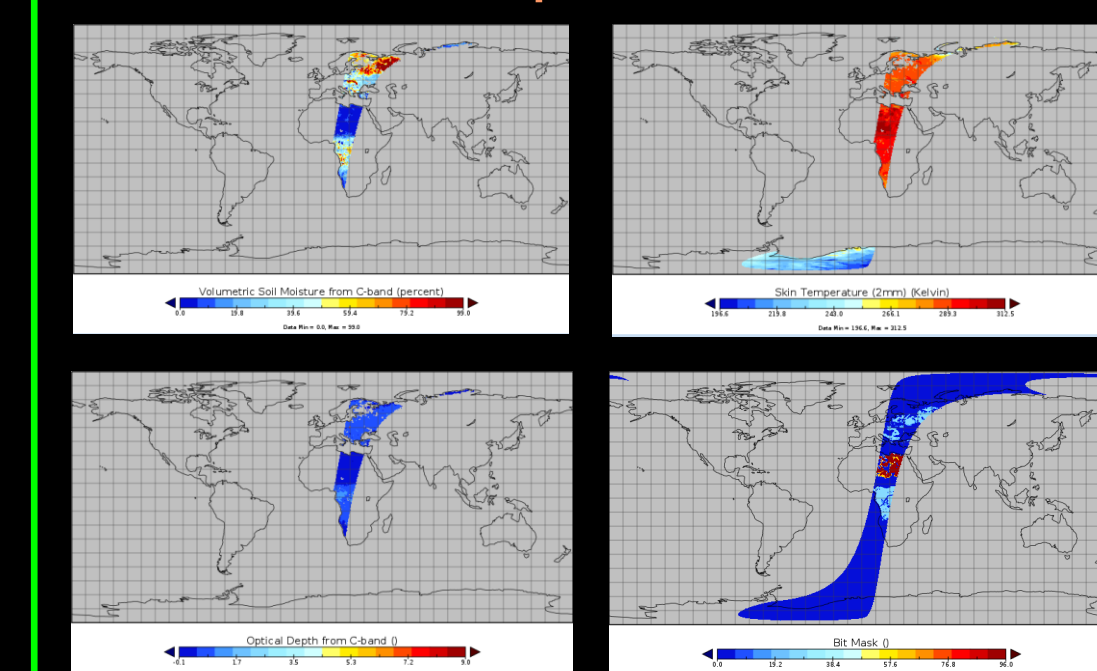 Volumetric Soil Moisture from C-band (percent)
0.0 19.8 39.6 59.4 79.2 99.0
Data Min = 0.0, Max = 99.0
Skin Temperature (2mm) (Kelvin)
196.6 219.8 243.0 266.1 289.3 312.5
Data Min = 196.6, Max = 312.5
Optical Depth from C-band ()
-0.1 1.7 3.5 5.3 7.2 9.0
Bit Mask ()
0.0 19.2 38.4 57.6 76.8 96.0